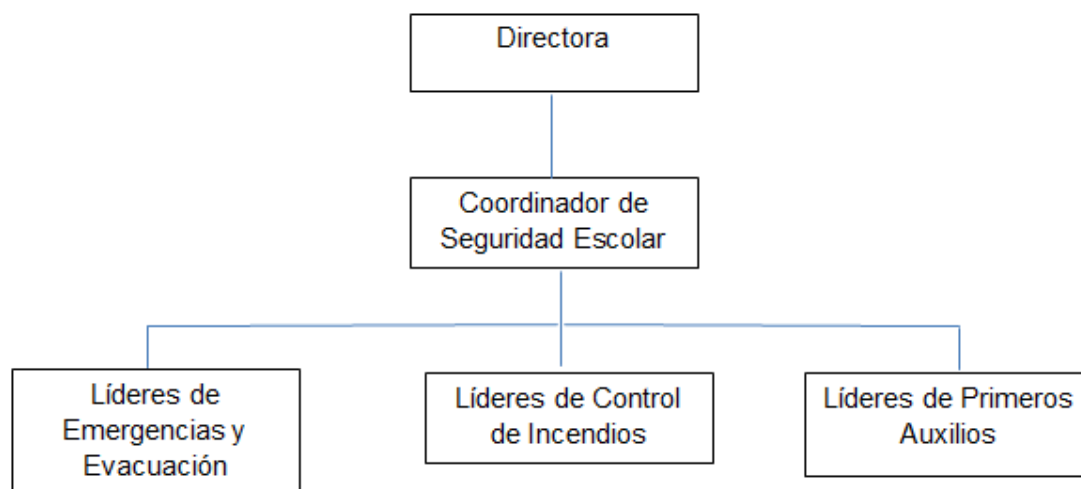 Directora
Coordinador de
Seguridad Escolar
Líderes de
Emergencias y
Evacuación
Líderes de Control
de Incendios
Líderes de Primeros
Auxilios